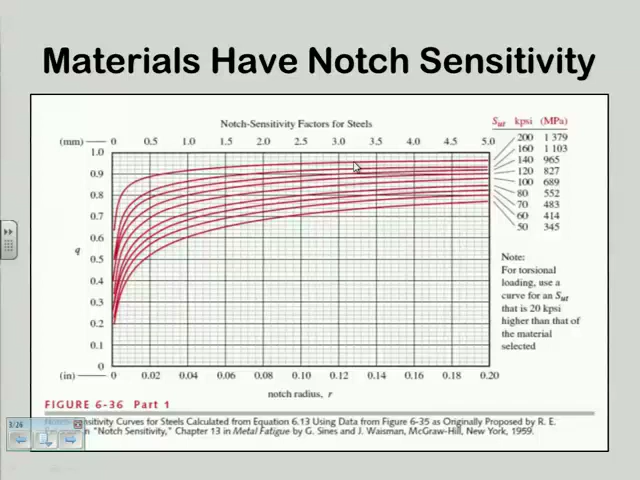 Materials Have Notch Sensitivity
Notch-Sensitivity Factors for Steels
Sut kpsi (MPa)
(mm) 0 0.5 1.0 1.5 2.0 2.5 3.0 3.5 4.0 4.5 5.0
200 1 379
160 1 103
140 965
120 827
100 689
80 552
70 483
60 414
50 345
1.0
0.9
0.8
0.7
0.6
q
0.5
0.4
0.3
0.2
0.1
0
Note:
For torsional
loading, use a
curve for an Sut
that is 20 kpsi
higher than that of
the material
selected
(in) 0 0.02 0.04 0.06 0.08 0.10 0.12 0.14 0.16 0.18 0.20
notch radius, r
FIGURE 6-36 Part 1
3/26
Sensitivity Curves for Steels Calculated from Equation 6.13 Using Data from Figure 6-35 as Originally Proposed by R. E.
in "Notch Sensitivity," Chapter 13 in Metal Fatigue by G. Sines and J. Waisman, McGraw-Hill, New York, 1959.